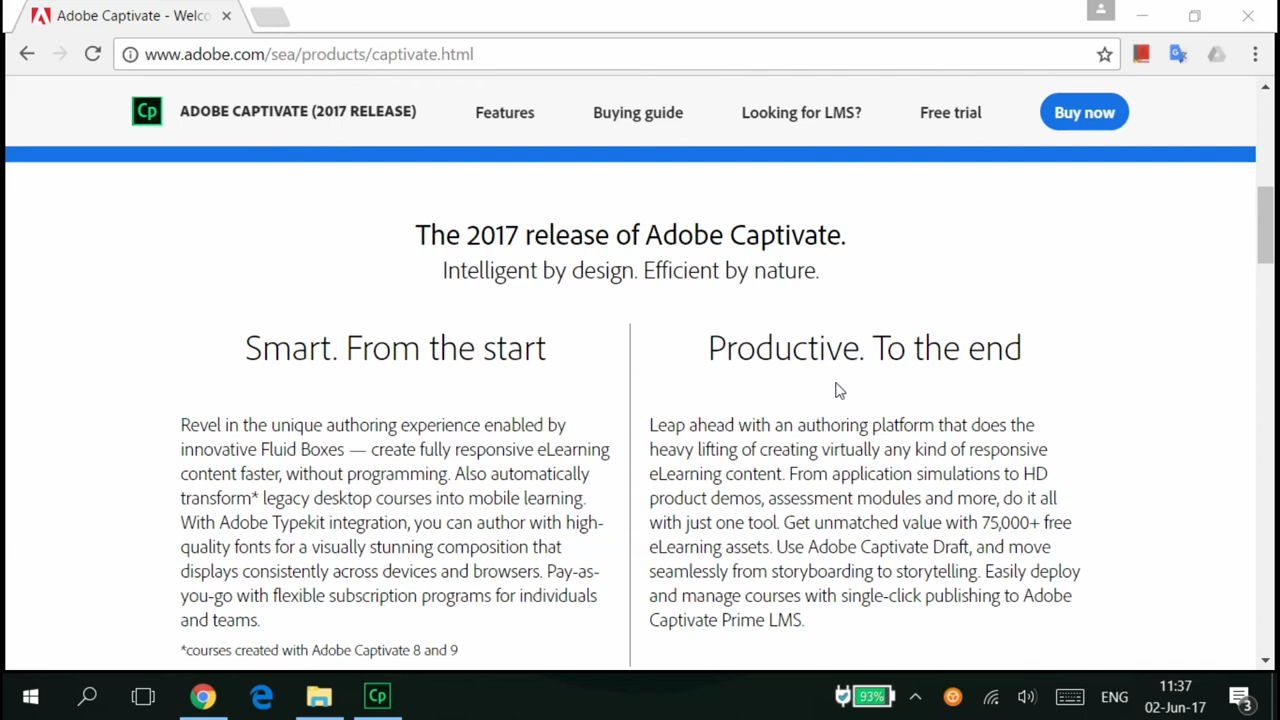 Adobe Captivate - Welco
www.adobe.com/sea/products/captivate.html
Cp ADOBE CAPTIVATE (2017 RELEASE) Features Buying guide Looking for LMS? Free trial Buy now
The 2017 release of Adobe Captivate.
Intelligent by design. Efficient by nature.
Smart. From the start
Revel in the unique authoring experience enabled by
innovative Fluid Boxes — create fully responsive eLearning
content faster, without programming. Also automatically
transform* legacy desktop courses into mobile learning.
With Adobe Typekit integration, you can author with high-
quality fonts for a visually stunning composition that
displays consistently across devices and browsers. Pay-as-
you-go with flexible subscription programs for individuals
and teams.
*courses created with Adobe Captivate 8 and 9
Productive. To the end
Leap ahead with an authoring platform that does the
heavy lifting of creating virtually any kind of responsive
eLearning content. From application simulations to HD
product demos, assessment modules and more, do it all
with just one tool. Get unmatched value with 75,000+ free
eLearning assets. Use Adobe Captivate Draft, and move
seamlessly from storyboarding to storytelling. Easily deploy
and manage courses with single-click publishing to Adobe
Captivate Prime LMS.
Cp 93% ENG 11:37
02-Jun-17 3